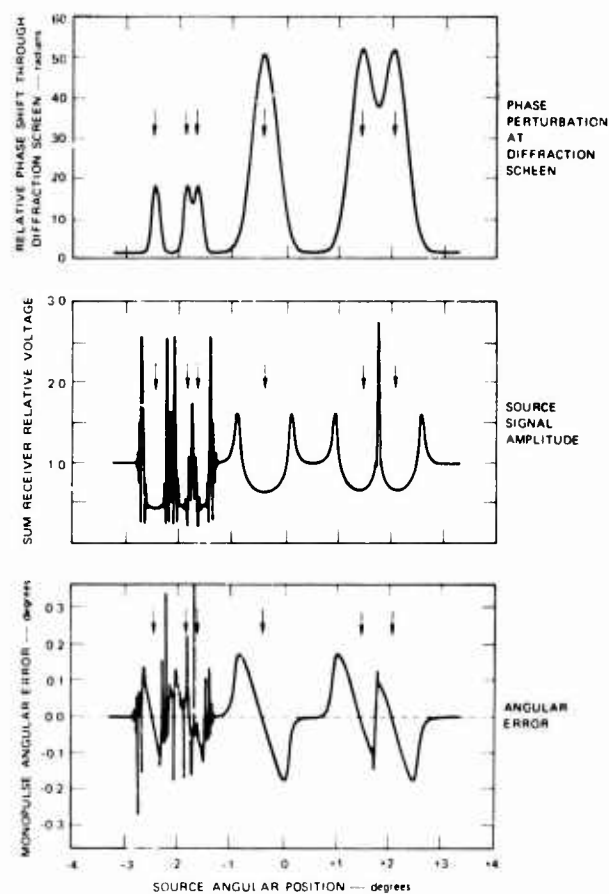 RELATIVE PHASE SHIFT THROUGH
DIFFRACTION SCREEN — radians
60
50
40
30
20
10
0
PHASE
PERTURBATION
AT
DIFFRACTION
SCREEN
SUM RECEIVER RELATIVE VOLTAGE
3.0
2.0
1.0
SOURCE
SIGNAL
AMPLITUDE
MONOPULSE ANGULAR ERROR — degrees
0.3
0.2
0.1
0.0
-0.1
-0.2
-0.3
ANGULAR
ERROR
-4 -3 -2 -1 0 +1 +2 +3 +4
SOURCE ANGULAR POSITION — degrees